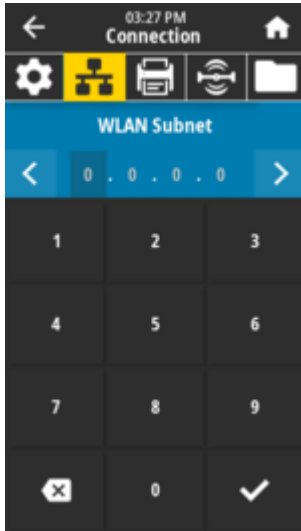 03:27 PM
Connection
WLAN Subnet
0 . 0 . 0 . 0
1 2 3
4 5 6
7 8 9
0